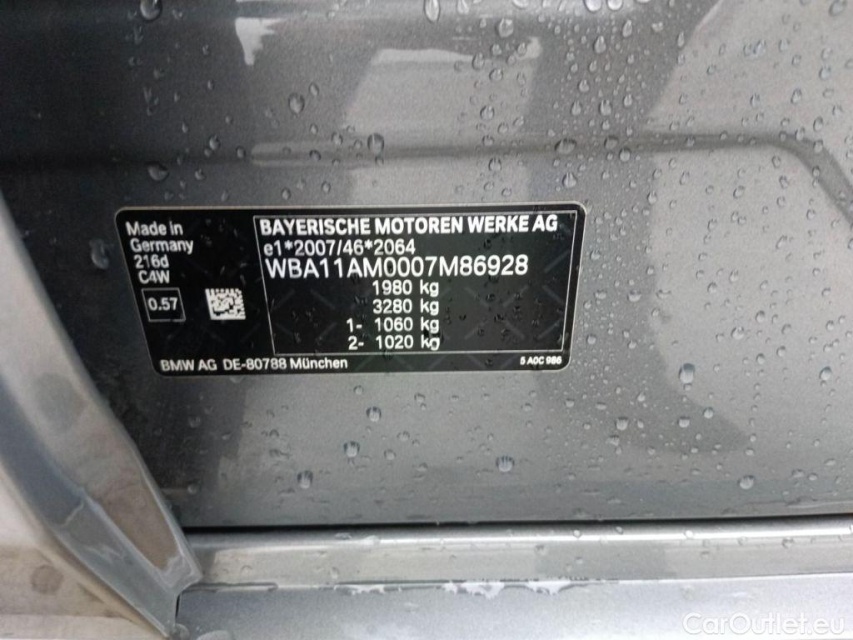 Made in
Germany
216d
C4W
0.57
BAYERISCHE MOTOREN WERKE AG
e1*2007/46*2064
WBA11AM0007M86928
1980 kg
3280 kg
1- 1060 kg
2- 1020 kg
BMW AG DE-80788 München
5 A0C 986
CarOutlet.eu